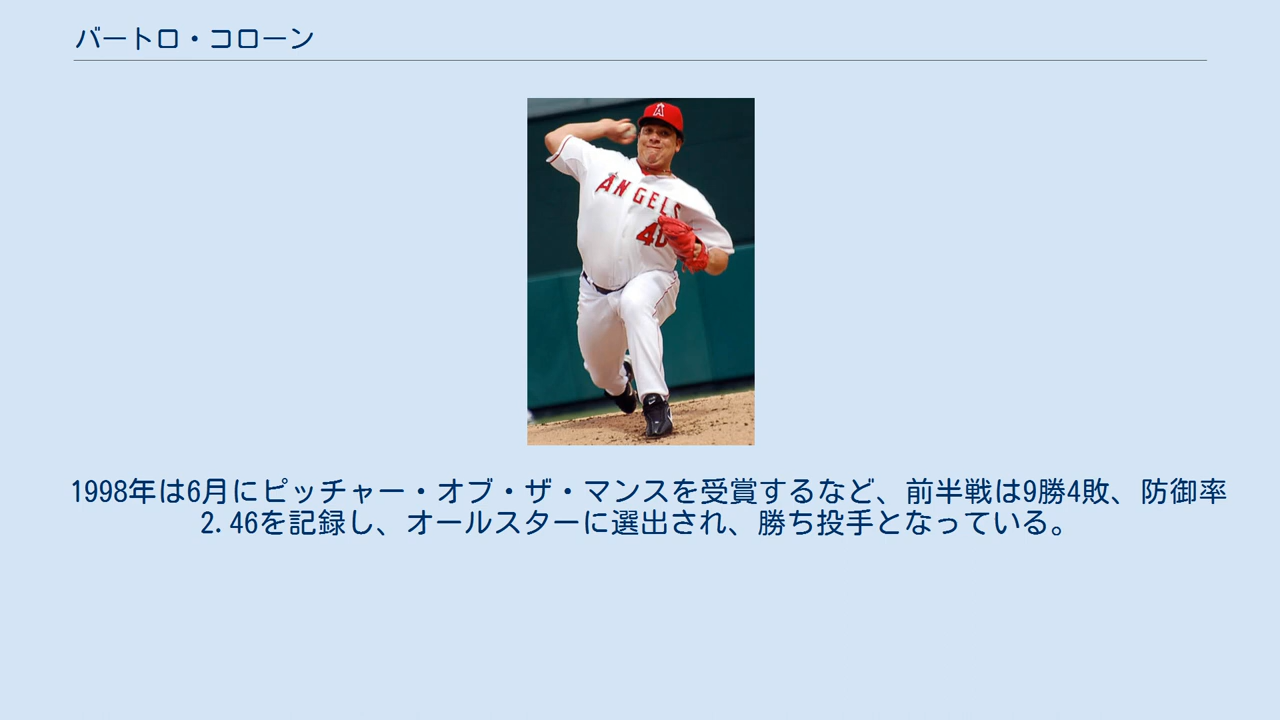 バートロ・コローン
A
ANGELS
40
1998年は6月にピッチャー・オブ・ザ・マンスを受賞するなど、前半戦は9勝4敗、防御率
2.46を記録し、オールスターに選出され、勝ち投手となっている。